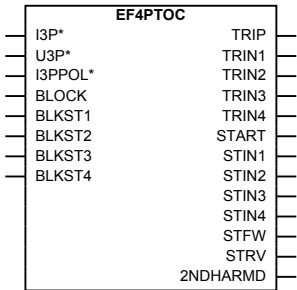 EF4PTOC
I3P* TRIP
U3P* TRIN1
I3PPOL* TRIN2
BLOCK TRIN3
BLKST1 TRIN4
BLKST2 START
BLKST3 STIN1
BLKST4 STIN2
STIN3
STIN4
STFW
STRV
2NDHARMD